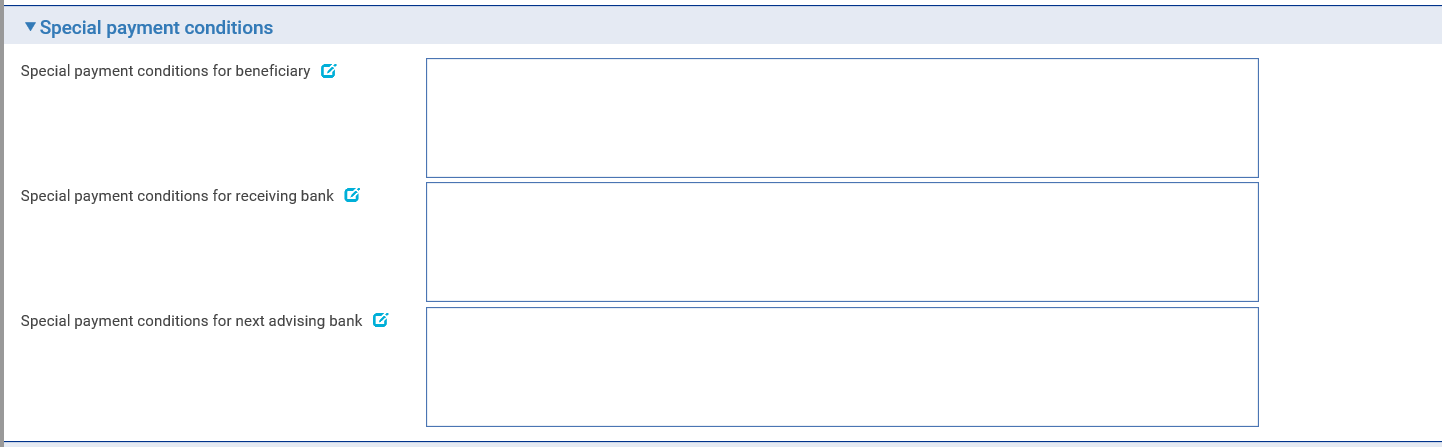 Special payment conditions
Special payment conditions for beneficiary
Special payment conditions for receiving bank
Special payment conditions for next advising bank